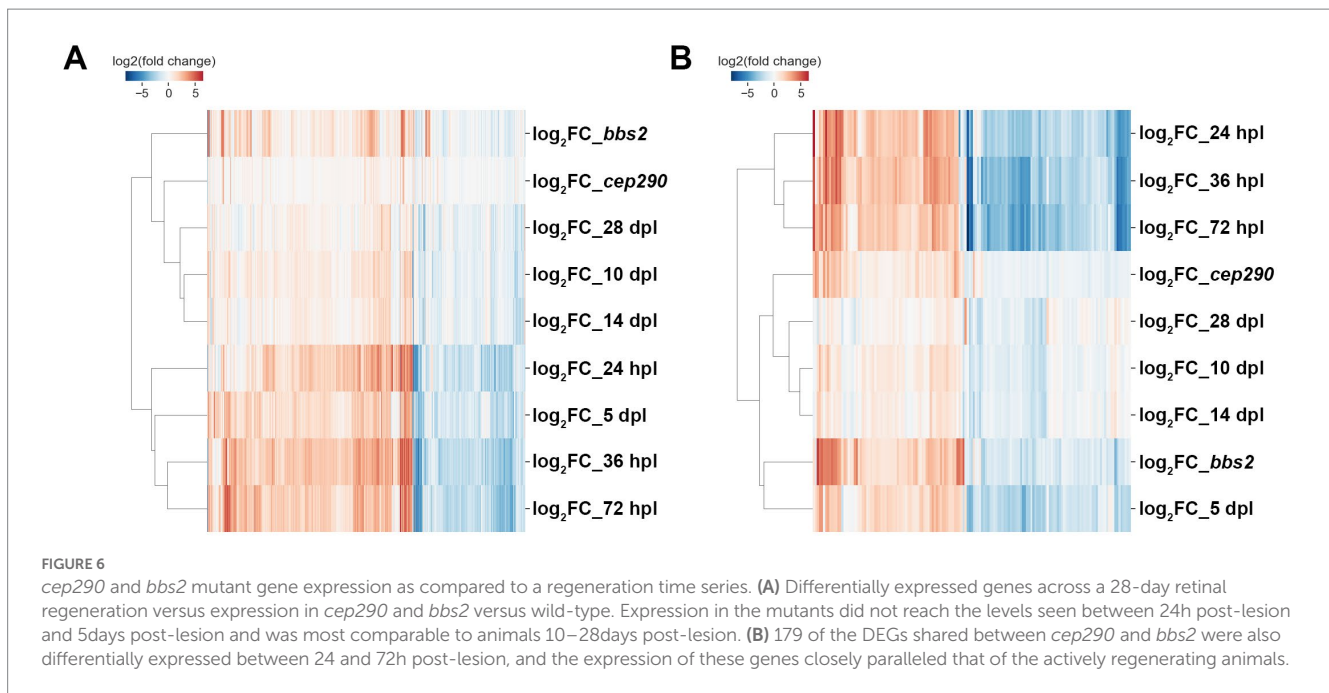 A
log2(fold change)
−5 0 5
log₂FC_bbs2
log₂FC_cep290
log₂FC_28 dpl
log₂FC_10 dpl
log₂FC_14 dpl
log₂FC_24 hpl
log₂FC_5 dpl
log₂FC_36 hpl
log₂FC_72 hpl
B
log2(fold change)
−5 0 5
log₂FC_24 hpl
log₂FC_36 hpl
log₂FC_72 hpl
log₂FC_cep290
log₂FC_28 dpl
log₂FC_10 dpl
log₂FC_14 dpl
log₂FC_bbs2
log₂FC_5 dpl
FIGURE 6
cep290 and bbs2 mutant gene expression as compared to a regeneration time series. (A) Differentially expressed genes across a 28-day retinal
regeneration versus expression in cep290 and bbs2 versus wild-type. Expression in the mutants did not reach the levels seen between 24h post-lesion
and 5days post-lesion and was most comparable to animals 10–28days post-lesion. (B) 179 of the DEGs shared between cep290 and bbs2 were also
differentially expressed between 24 and 72h post-lesion, and the expression of these genes closely paralleled that of the actively regenerating animals.